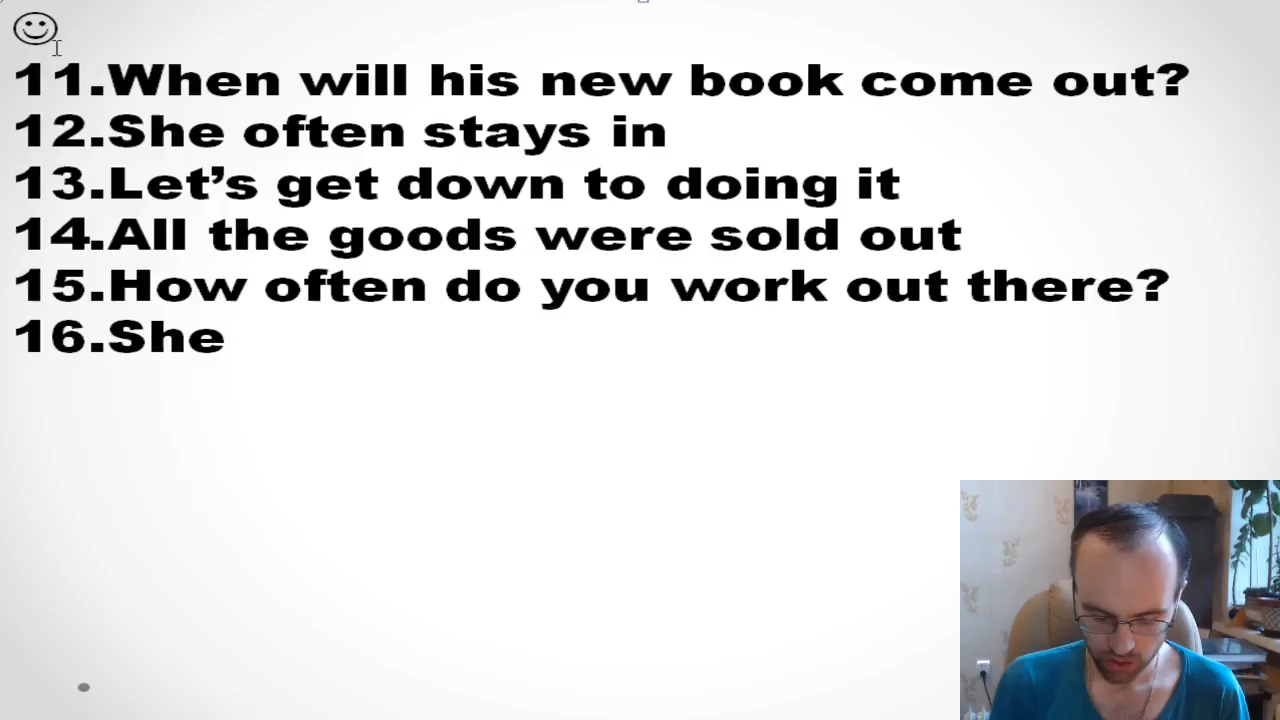 11.When will his new book come out?
12.She often stays in
13.Let’s get down to doing it
14.All the goods were sold out
15.How often do you work out there?
16.She